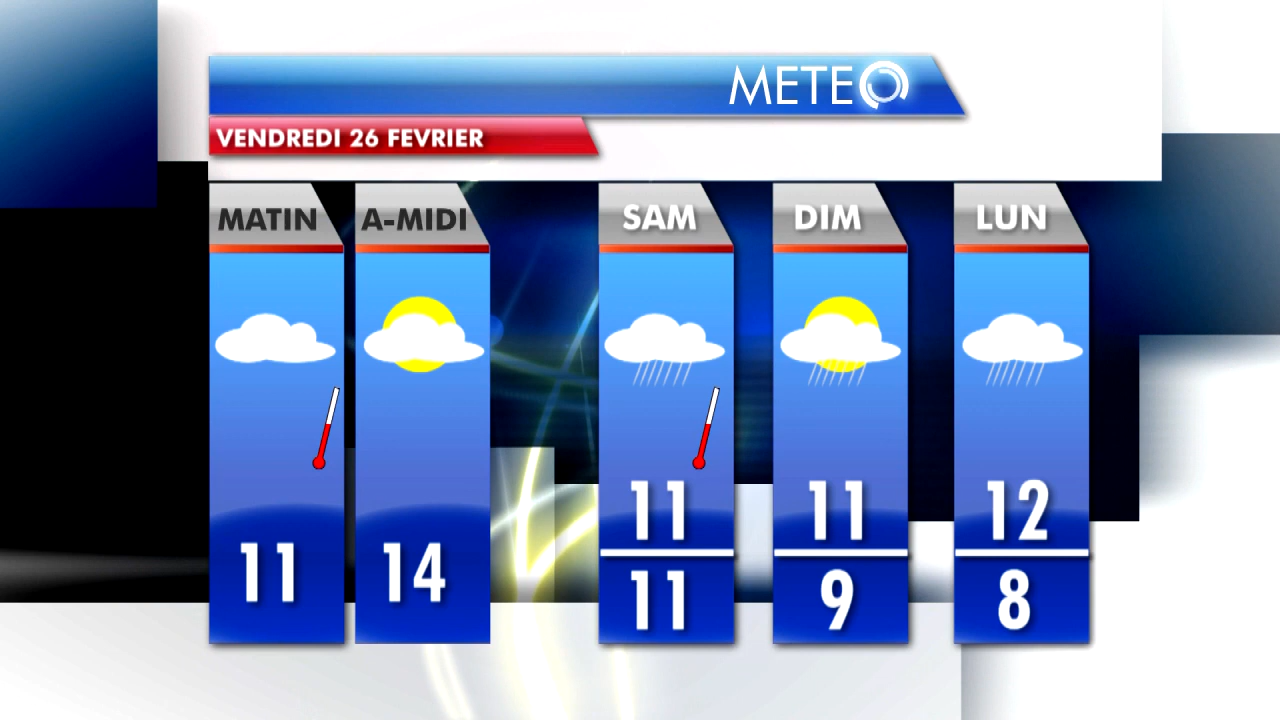 METEO
VENDREDI 26 FEVRIER
MATIN A-MIDI SAM DIM LUN
11 14 11 11 12
11 9 8